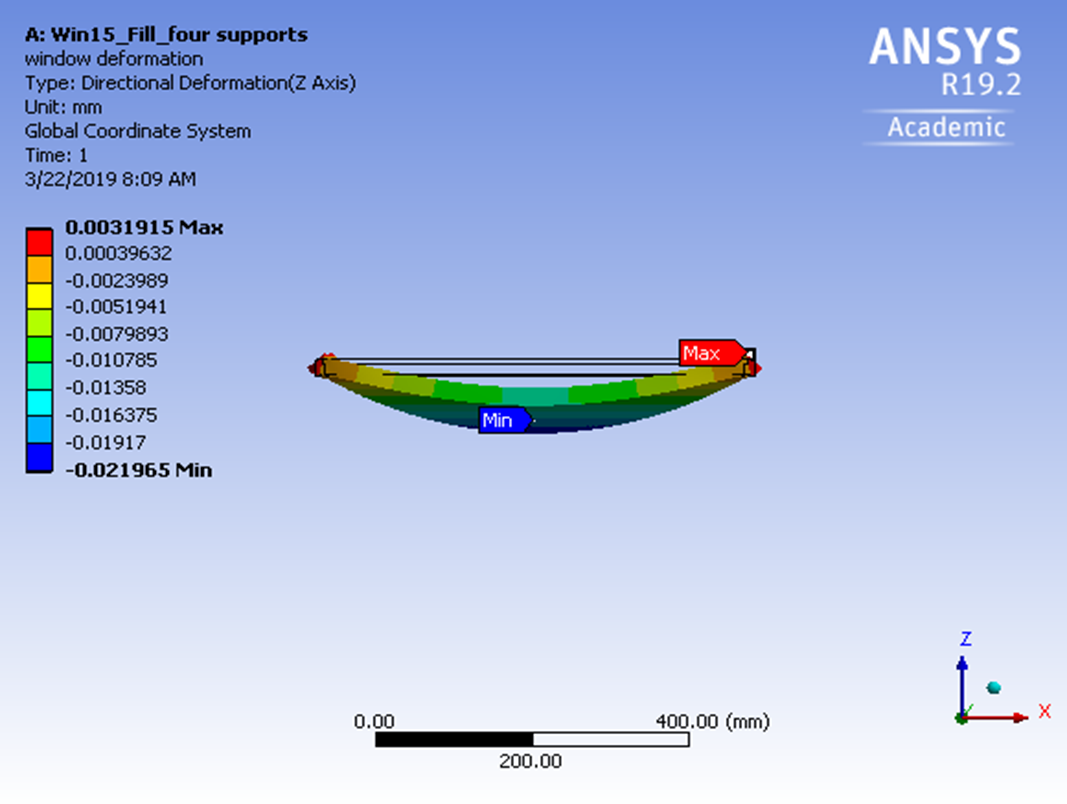 A: Win15_Fill_four supports
window deformation
Type: Directional Deformation(Z Axis)
Unit: mm
Global Coordinate System
Time: 1
3/22/2019 8:09 AM
ANSYS
R19.2
Academic
0.0031915 Max
0.00039632
-0.0023989
-0.0051941
-0.0079893
-0.010785
-0.01358
-0.016375
-0.01917
-0.021965 Min
Max
Min
Z
X
0.00
400.00 (mm)
200.00